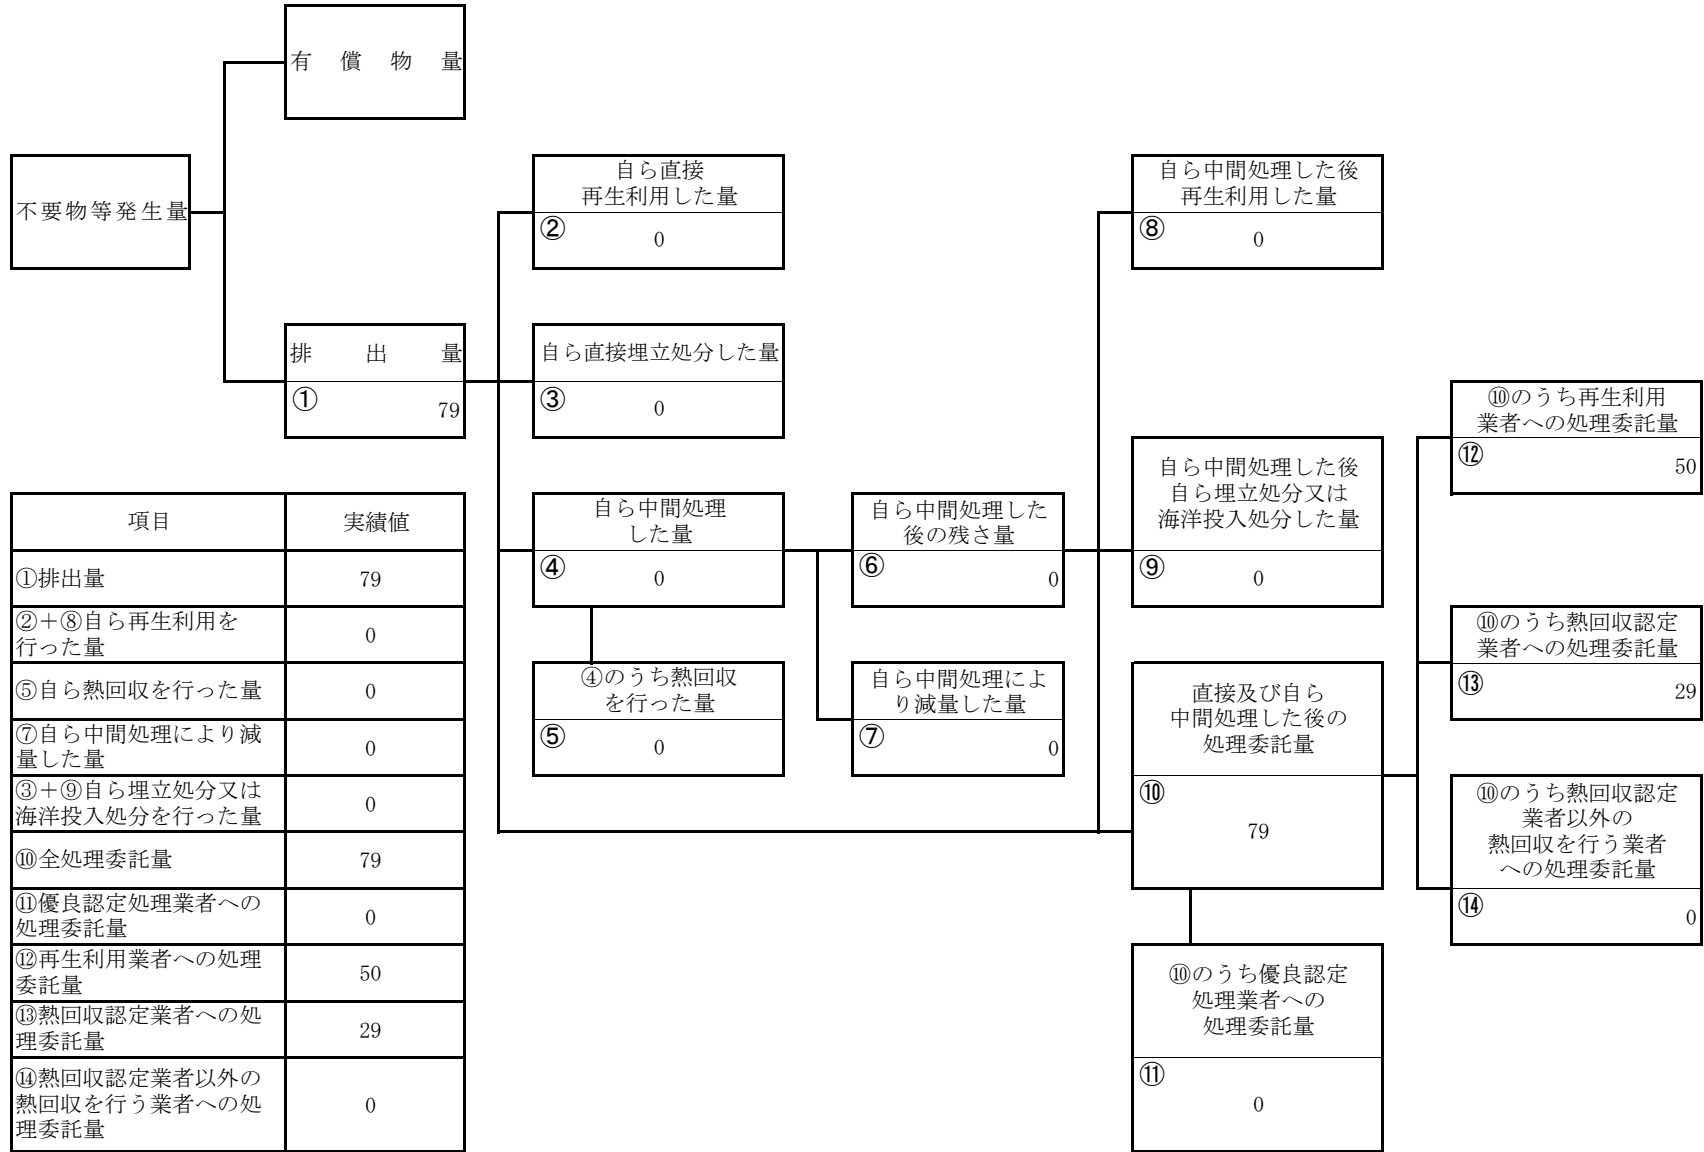 有償物量
不要物等発生量
自ら直接
再生利用した量
②
0
自ら中間処理した後
再生利用した量
⑧
0
排出量
①
79
自ら直接埋立処分した量
③
0
⑩のうち再生利用
業者への処理委託量
⑫
50
自ら中間処理した後
自ら埋立処分又は
海洋投入処分した量
⑨
0
自ら中間処理
した量
④
0
自ら中間処理した
後の残さ量
⑥
0
⑩のうち熱回収認定
業者への処理委託量
⑬
29
④のうち熱回収
を行った量
⑤
0
自ら中間処理によ
り減量した量
⑦
0
直接及び自ら
中間処理した後の
処理委託量
⑩
79
⑩のうち熱回収認定
業者以外の
熱回収を行う業者
への処理委託量
⑭
0
⑩のうち優良認定
処理業者への
処理委託量
⑪
0
項目 実績値
①排出量 79
②+⑧自ら再生利用を
行った量 0
⑤自ら熱回収を行った量 0
⑦自ら中間処理により減
量した量 0
③+⑨自ら埋立処分又は
海洋投入処分を行った量 0
⑩全処理委託量 79
⑪優良認定処理業者への
処理委託量 0
⑫再生利用業者への処理
委託量 50
⑬熱回収認定業者への処
理委託量 29
⑭熱回収認定業者以外の
熱回収を行う業者への処
理委託量 0